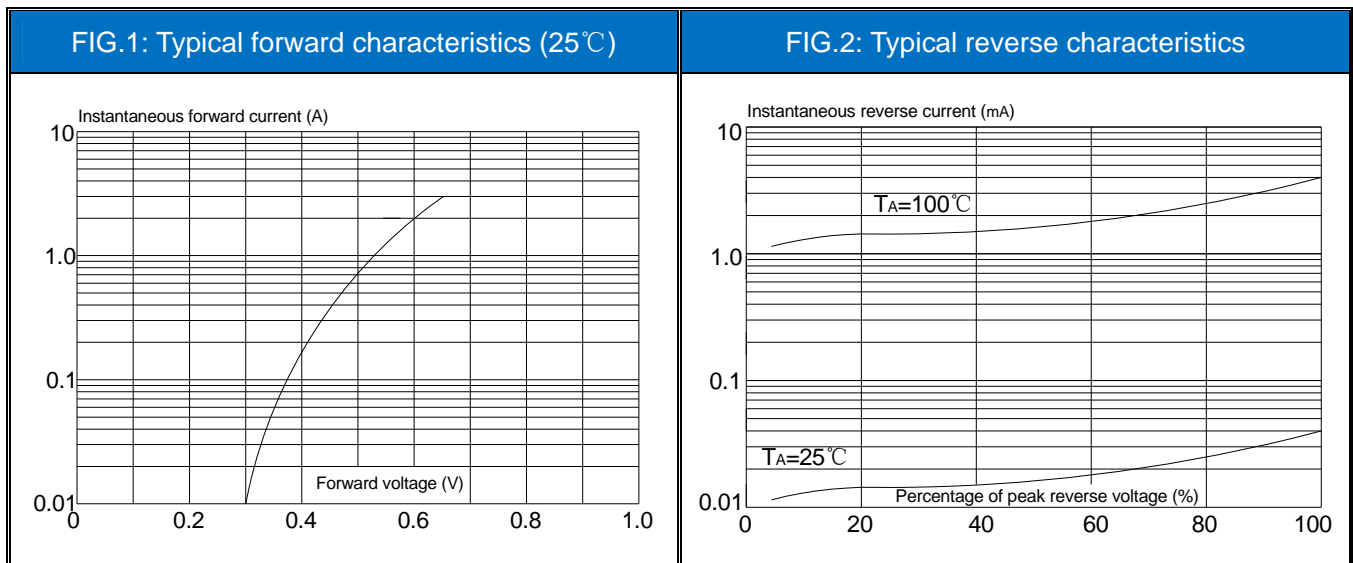 FIG.1: Typical forward characteristics (25℃)
Instantaneous forward current (A)
10
1.0
0.1
0.01
Forward voltage (V)
0 0.2 0.4 0.6 0.8 1.0
FIG.2: Typical reverse characteristics
Instantaneous reverse current (mA)
10
TA=100℃
1.0
0.1
TA=25℃
0.01
Percentage of peak reverse voltage (%)
0 20 40 60 80 100